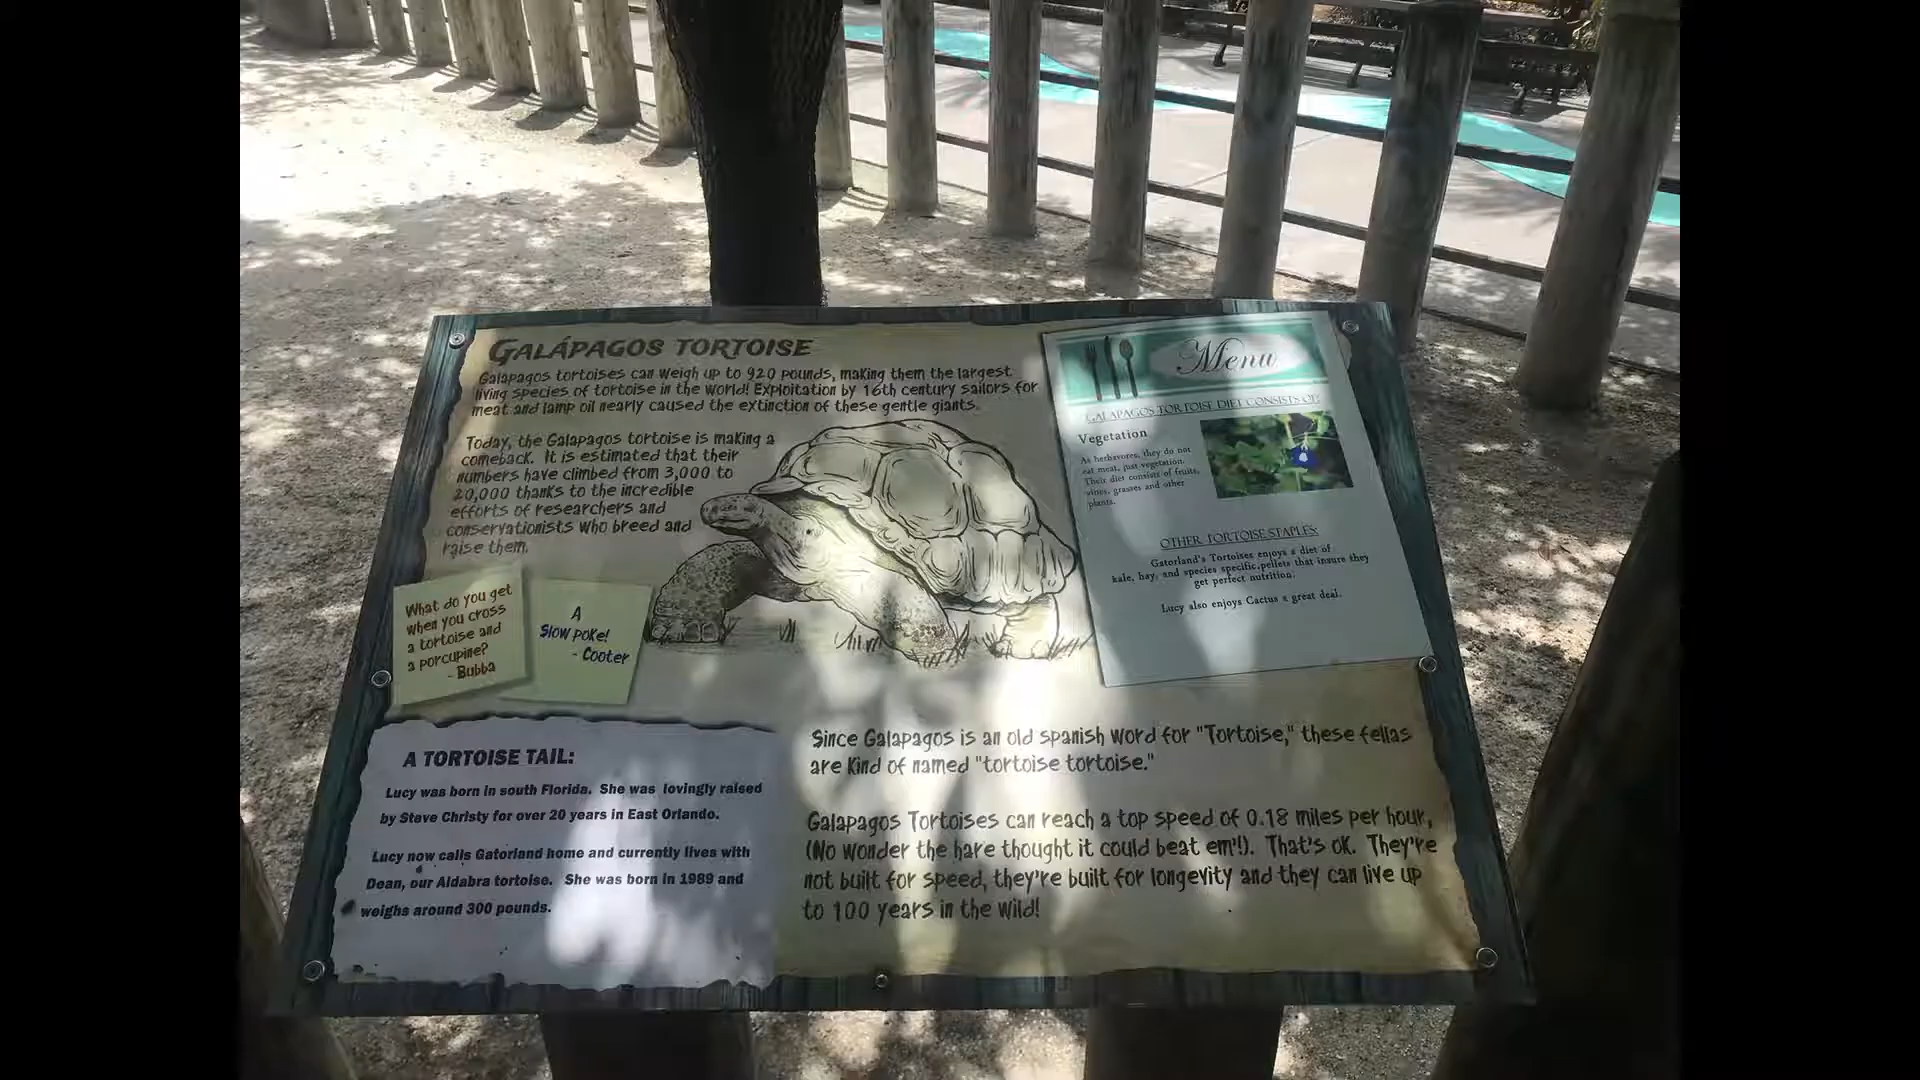 GALÁPAGOS TORTOISE
Galapagos tortoises can weigh up to 920 pounds, making them the largest
living species of tortoise in the world! Exploitation by 16th century sailors for
meat and lamp oil nearly caused the extinction of these gentle giants.
Today, the Galapagos tortoise is making a
comeback. It is estimated that their
numbers have climbed from 3,000 to
20,000 thanks to the incredible
efforts of researchers and
conservationists who breed and
raise them.
What do you get
when you cross
a tortoise and
a porcupine?
- Bubba
A
Slow poke!
- Cooter
Menu
GALAPAGOS TORTOISE DIET CONSISTS OF:
Vegetation
As herbavores, they do not
eat meat, just vegetation.
Their diet consists of fruits,
vines, grasses and other
plants.
OTHER TORTOISE STAPLES:
Gatorland's Tortoises enjoys a diet of
kale, hay, and species specific pellets that insure they
get perfect nutrition.
Lucy also enjoys Cactus a great deal.
A TORTOISE TAIL:
Lucy was born in south Florida. She was lovingly raised
by Steve Christy for over 20 years in East Orlando.
Lucy now calls Gatorland home and currently lives with
Dean, our Aldabra tortoise. She was born in 1989 and
weighs around 300 pounds.
Since Galapagos is an old spanish word for "Tortoise," these fellas
are kind of named "tortoise tortoise."
Galapagos Tortoises can reach a top speed of 0.18 miles per hour,
(No wonder the hare thought it could beat em'!). That's ok. They're
not built for speed, they're built for longevity and they can live up
to 100 years in the wild!